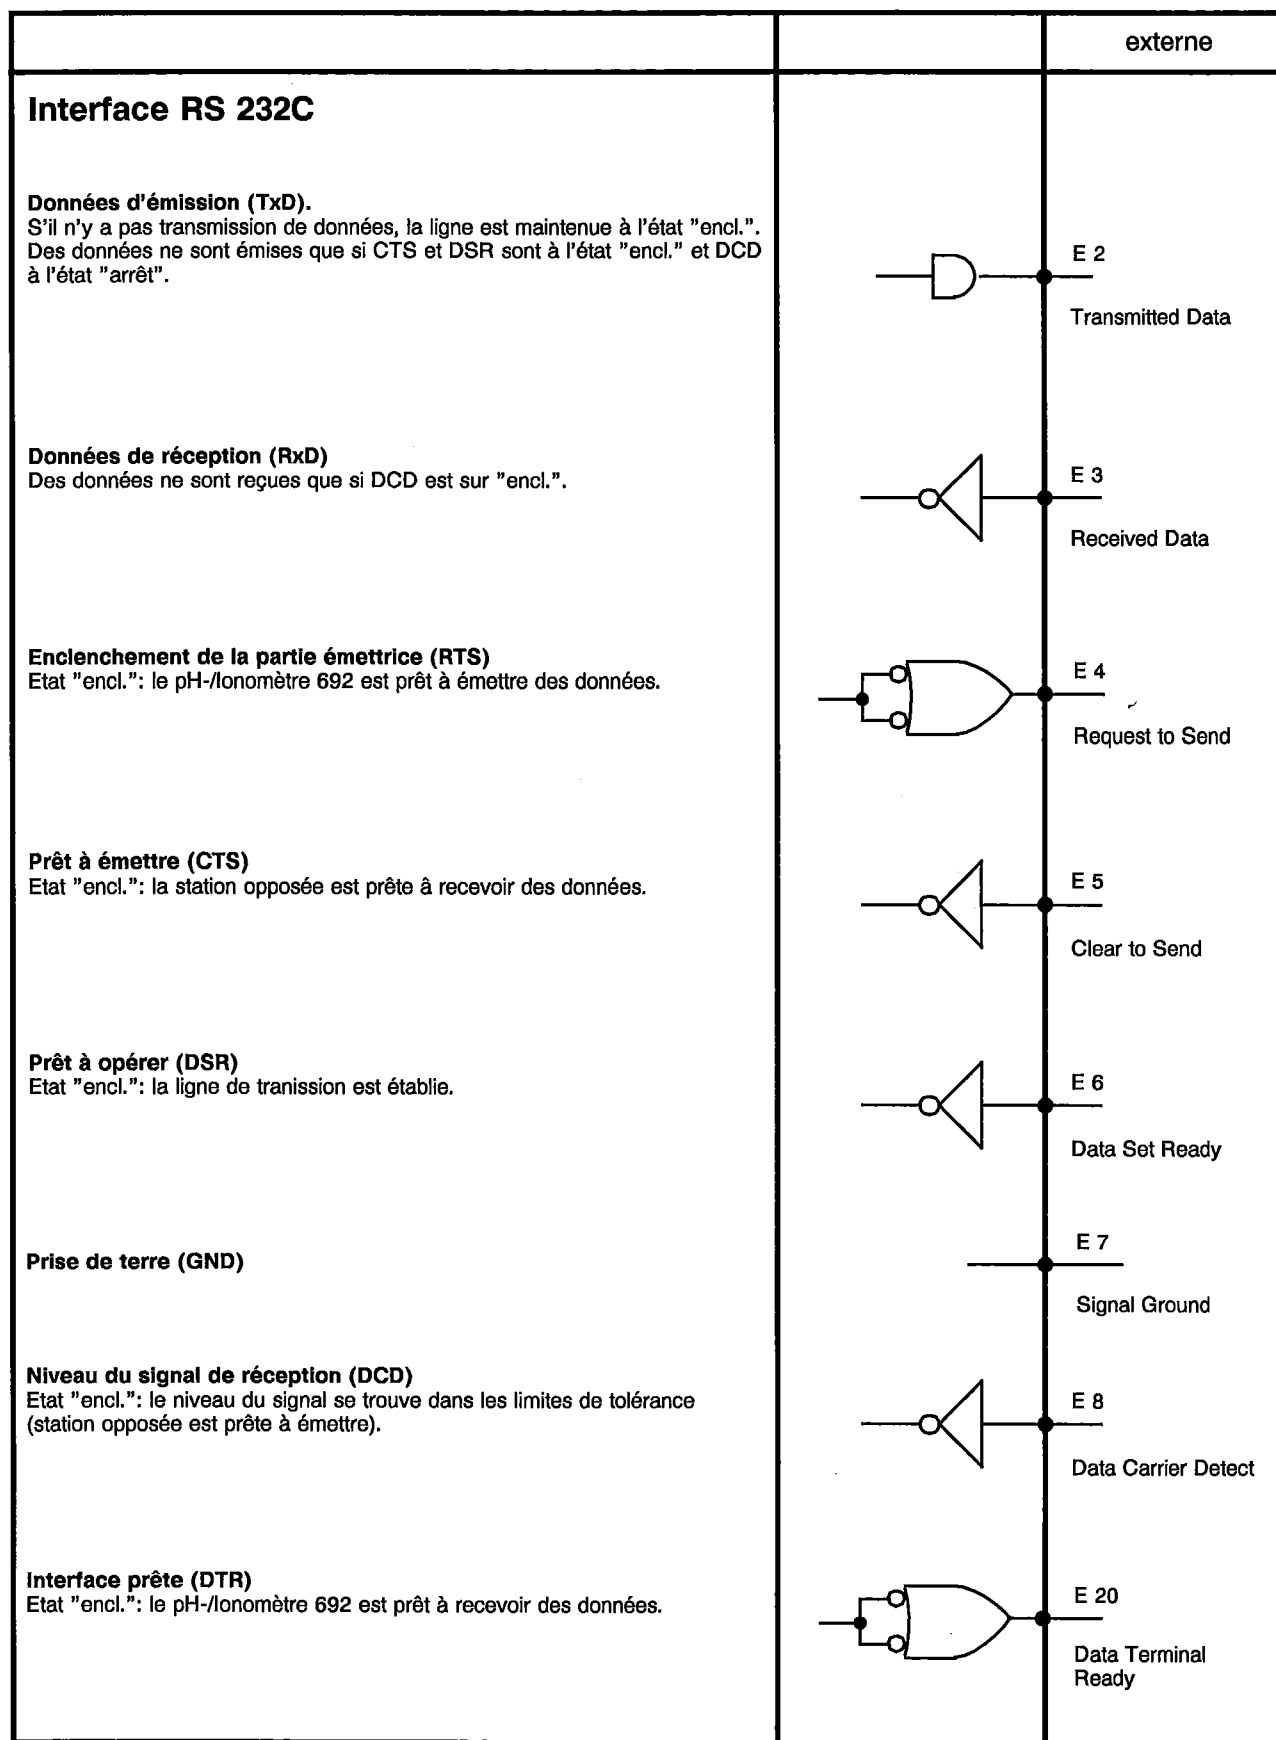 externe
Interface RS 232C
Données d'émission (TxD).
S'il n'y a pas transmission de données, la ligne est maintenue à l'état "encl.".
Des données ne sont émises que si CTS et DSR sont à l'état "encl." et DCD
à l'état "arrêt".
E 2
Transmitted Data
Données de réception (RxD)
Des données ne sont reçues que si DCD est sur "encl.".
E 3
Received Data
Enclenchement de la partie émettrice (RTS)
Etat "encl.": le pH-/Ionomètre 692 est prêt à émettre des données.
E 4
Request to Send
Prêt à émettre (CTS)
Etat "encl.": la station opposée est prête â recevoir des données.
E 5
Clear to Send
Prêt à opérer (DSR)
Etat "encl.": la ligne de tranission est établie.
E 6
Data Set Ready
Prise de terre (GND)
E 7
Signal Ground
Niveau du signal de réception (DCD)
Etat "encl.": le niveau du signal se trouve dans les limites de tolérance
(station opposée est prête à émettre).
E 8
Data Carrier Detect
Interface prête (DTR)
Etat "encl.": le pH-/Ionomètre 692 est prêt à recevoir des données.
E 20
Data Terminal
Ready